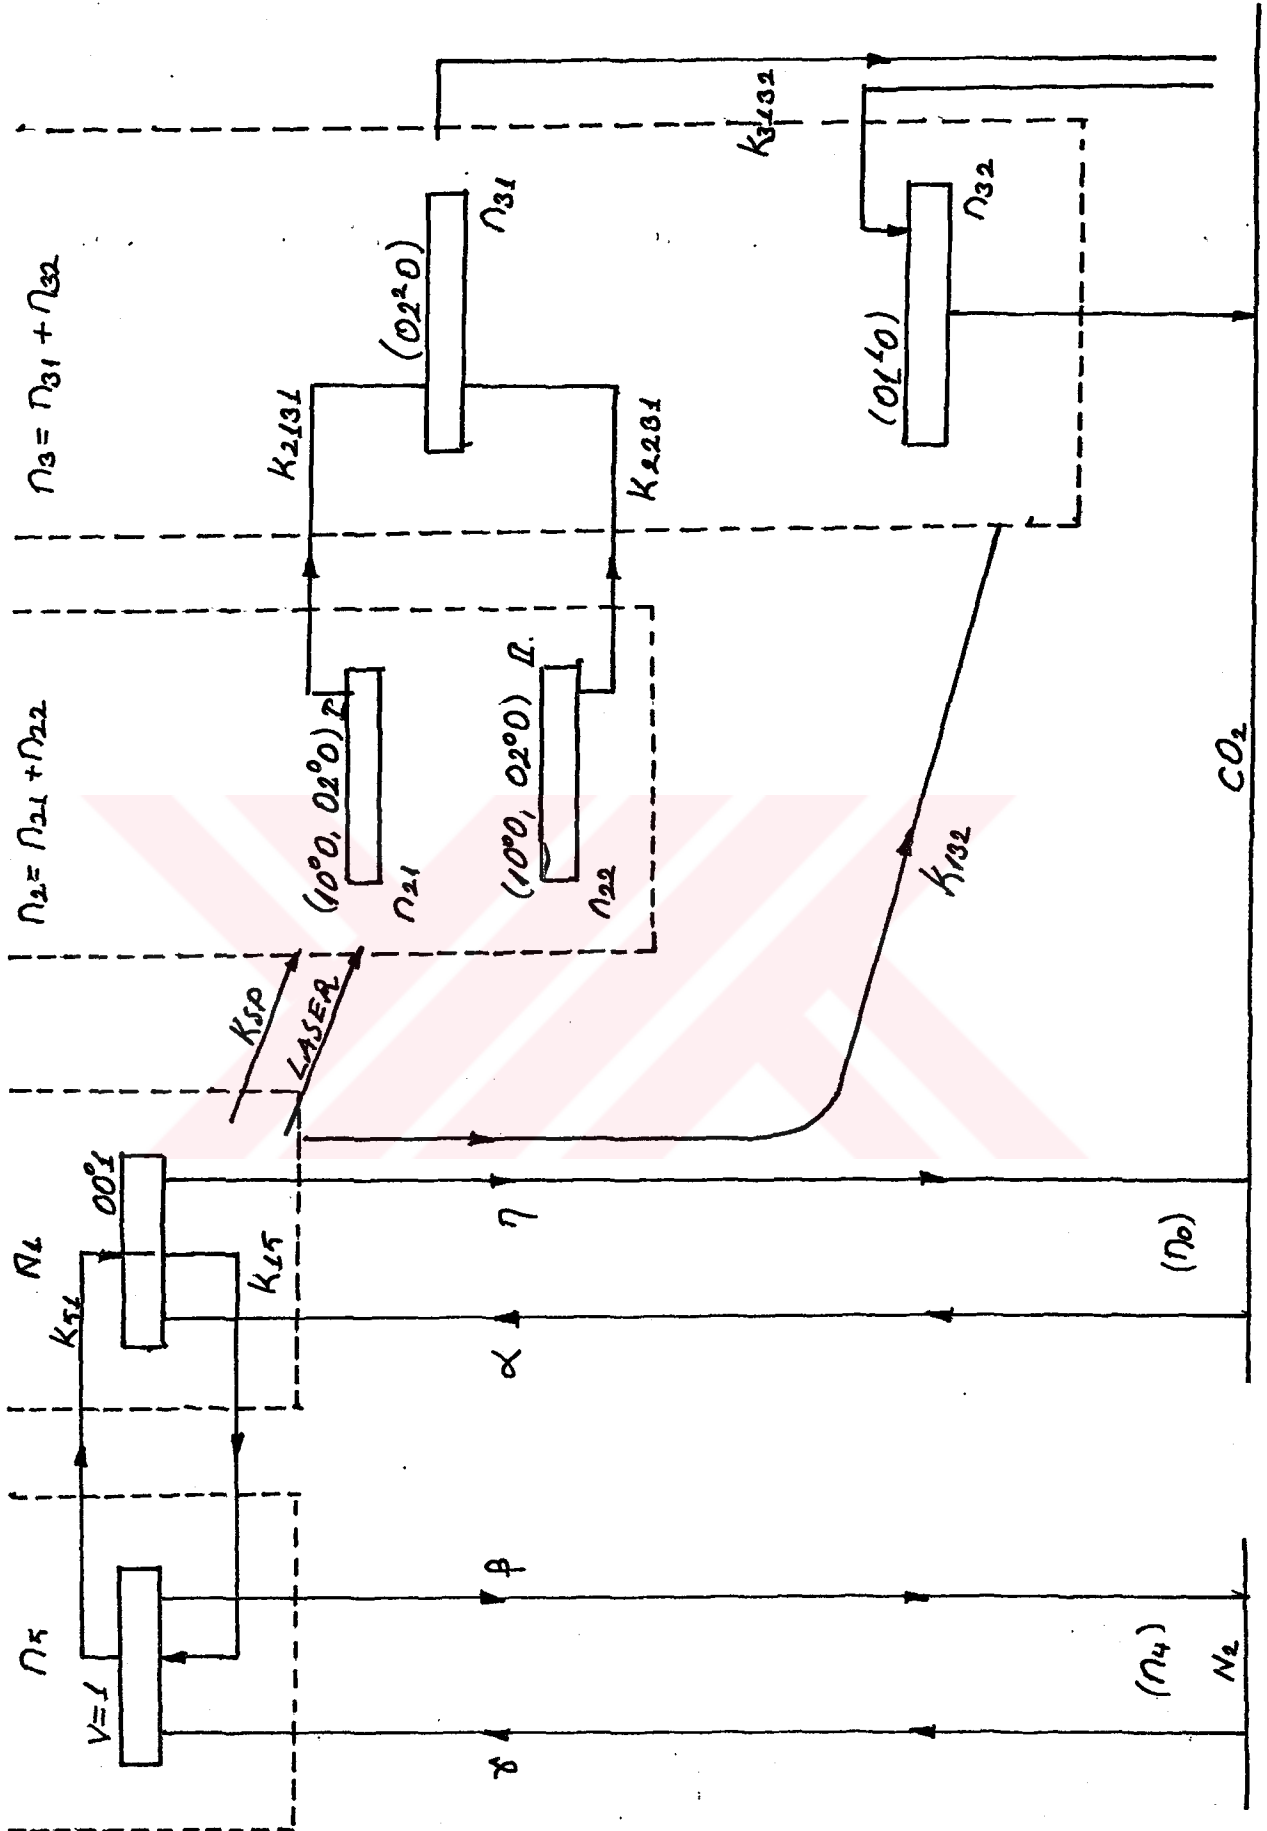 n5
n1
n2 = n21 + n22
n3 = n31 + n32
V=1
K51
00°1
K15
KSP
LASER
(10°0, 02°0) I
n21
(10°0, 02°0) II.
n22
K2131
K2231
(02²0)
n31
K3132
(01¹0)
n32
K132
γ
β
α
η
(n4)
N2
(n0)
CO2